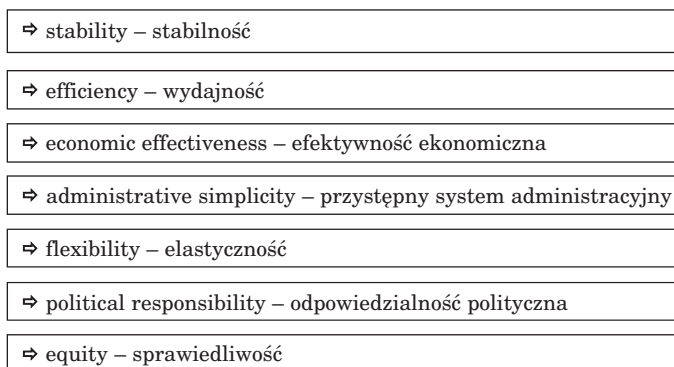 ⇨ stability – stabilność
⇨ efficiency – wydajność
⇨ economic effectiveness – efektywność ekonomiczna
⇨ administrative simplicity – przystępny system administracyjny
⇨ flexibility – elastyczność
⇨ political responsibility – odpowiedzialność polityczna
⇨ equity – sprawiedliwość